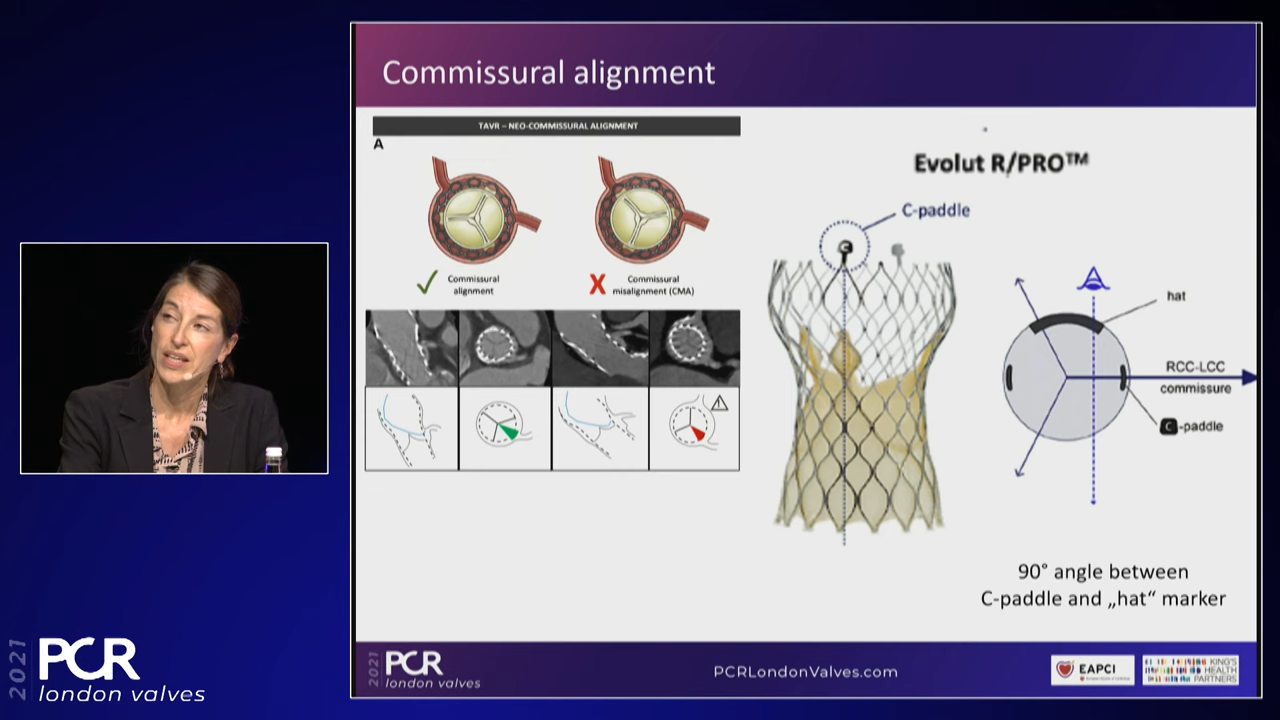 Commissural alignment
TAVR – NEO-COMMISSURAL ALIGNMENT
A
Commissural
alignment
Commissural
misalignment (CMA)
Evolut R/PRO™
C-paddle
C
hat
RCC-LCC
commissure
C-paddle
90° angle between
C-paddle and „hat“ marker
2021
PCR
london valves
PCRLondonValves.com
EAPCI
KING'S
HEALTH
PARTNERS
2021
PCR
london valves